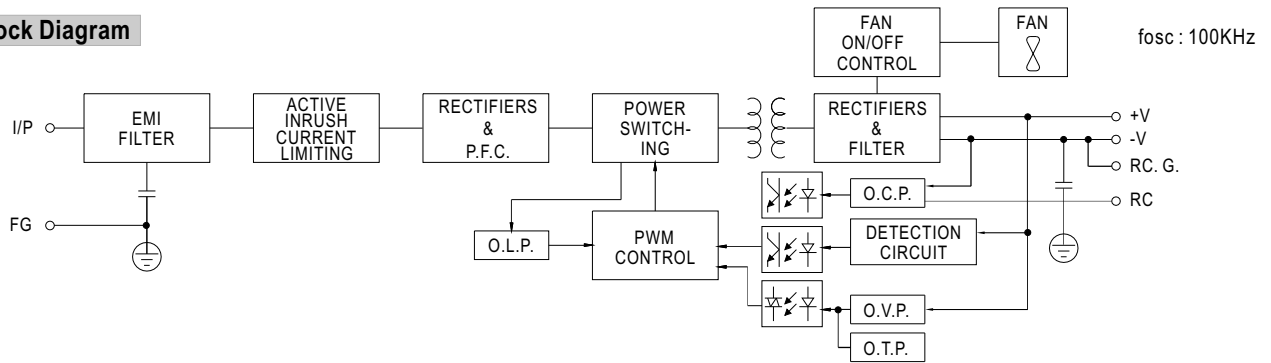 ock Diagram
fosc : 100KHz
FAN
ON/OFF
CONTROL
FAN
I/P
EMI
FILTER
ACTIVE
INRUSH
CURRENT
LIMITING
RECTIFIERS
&
P.F.C.
POWER
SWITCH-
ING
RECTIFIERS
&
FILTER
+V
-V
RC. G.
RC
FG
O.L.P.
PWM
CONTROL
O.C.P.
DETECTION
CIRCUIT
O.V.P.
O.T.P.